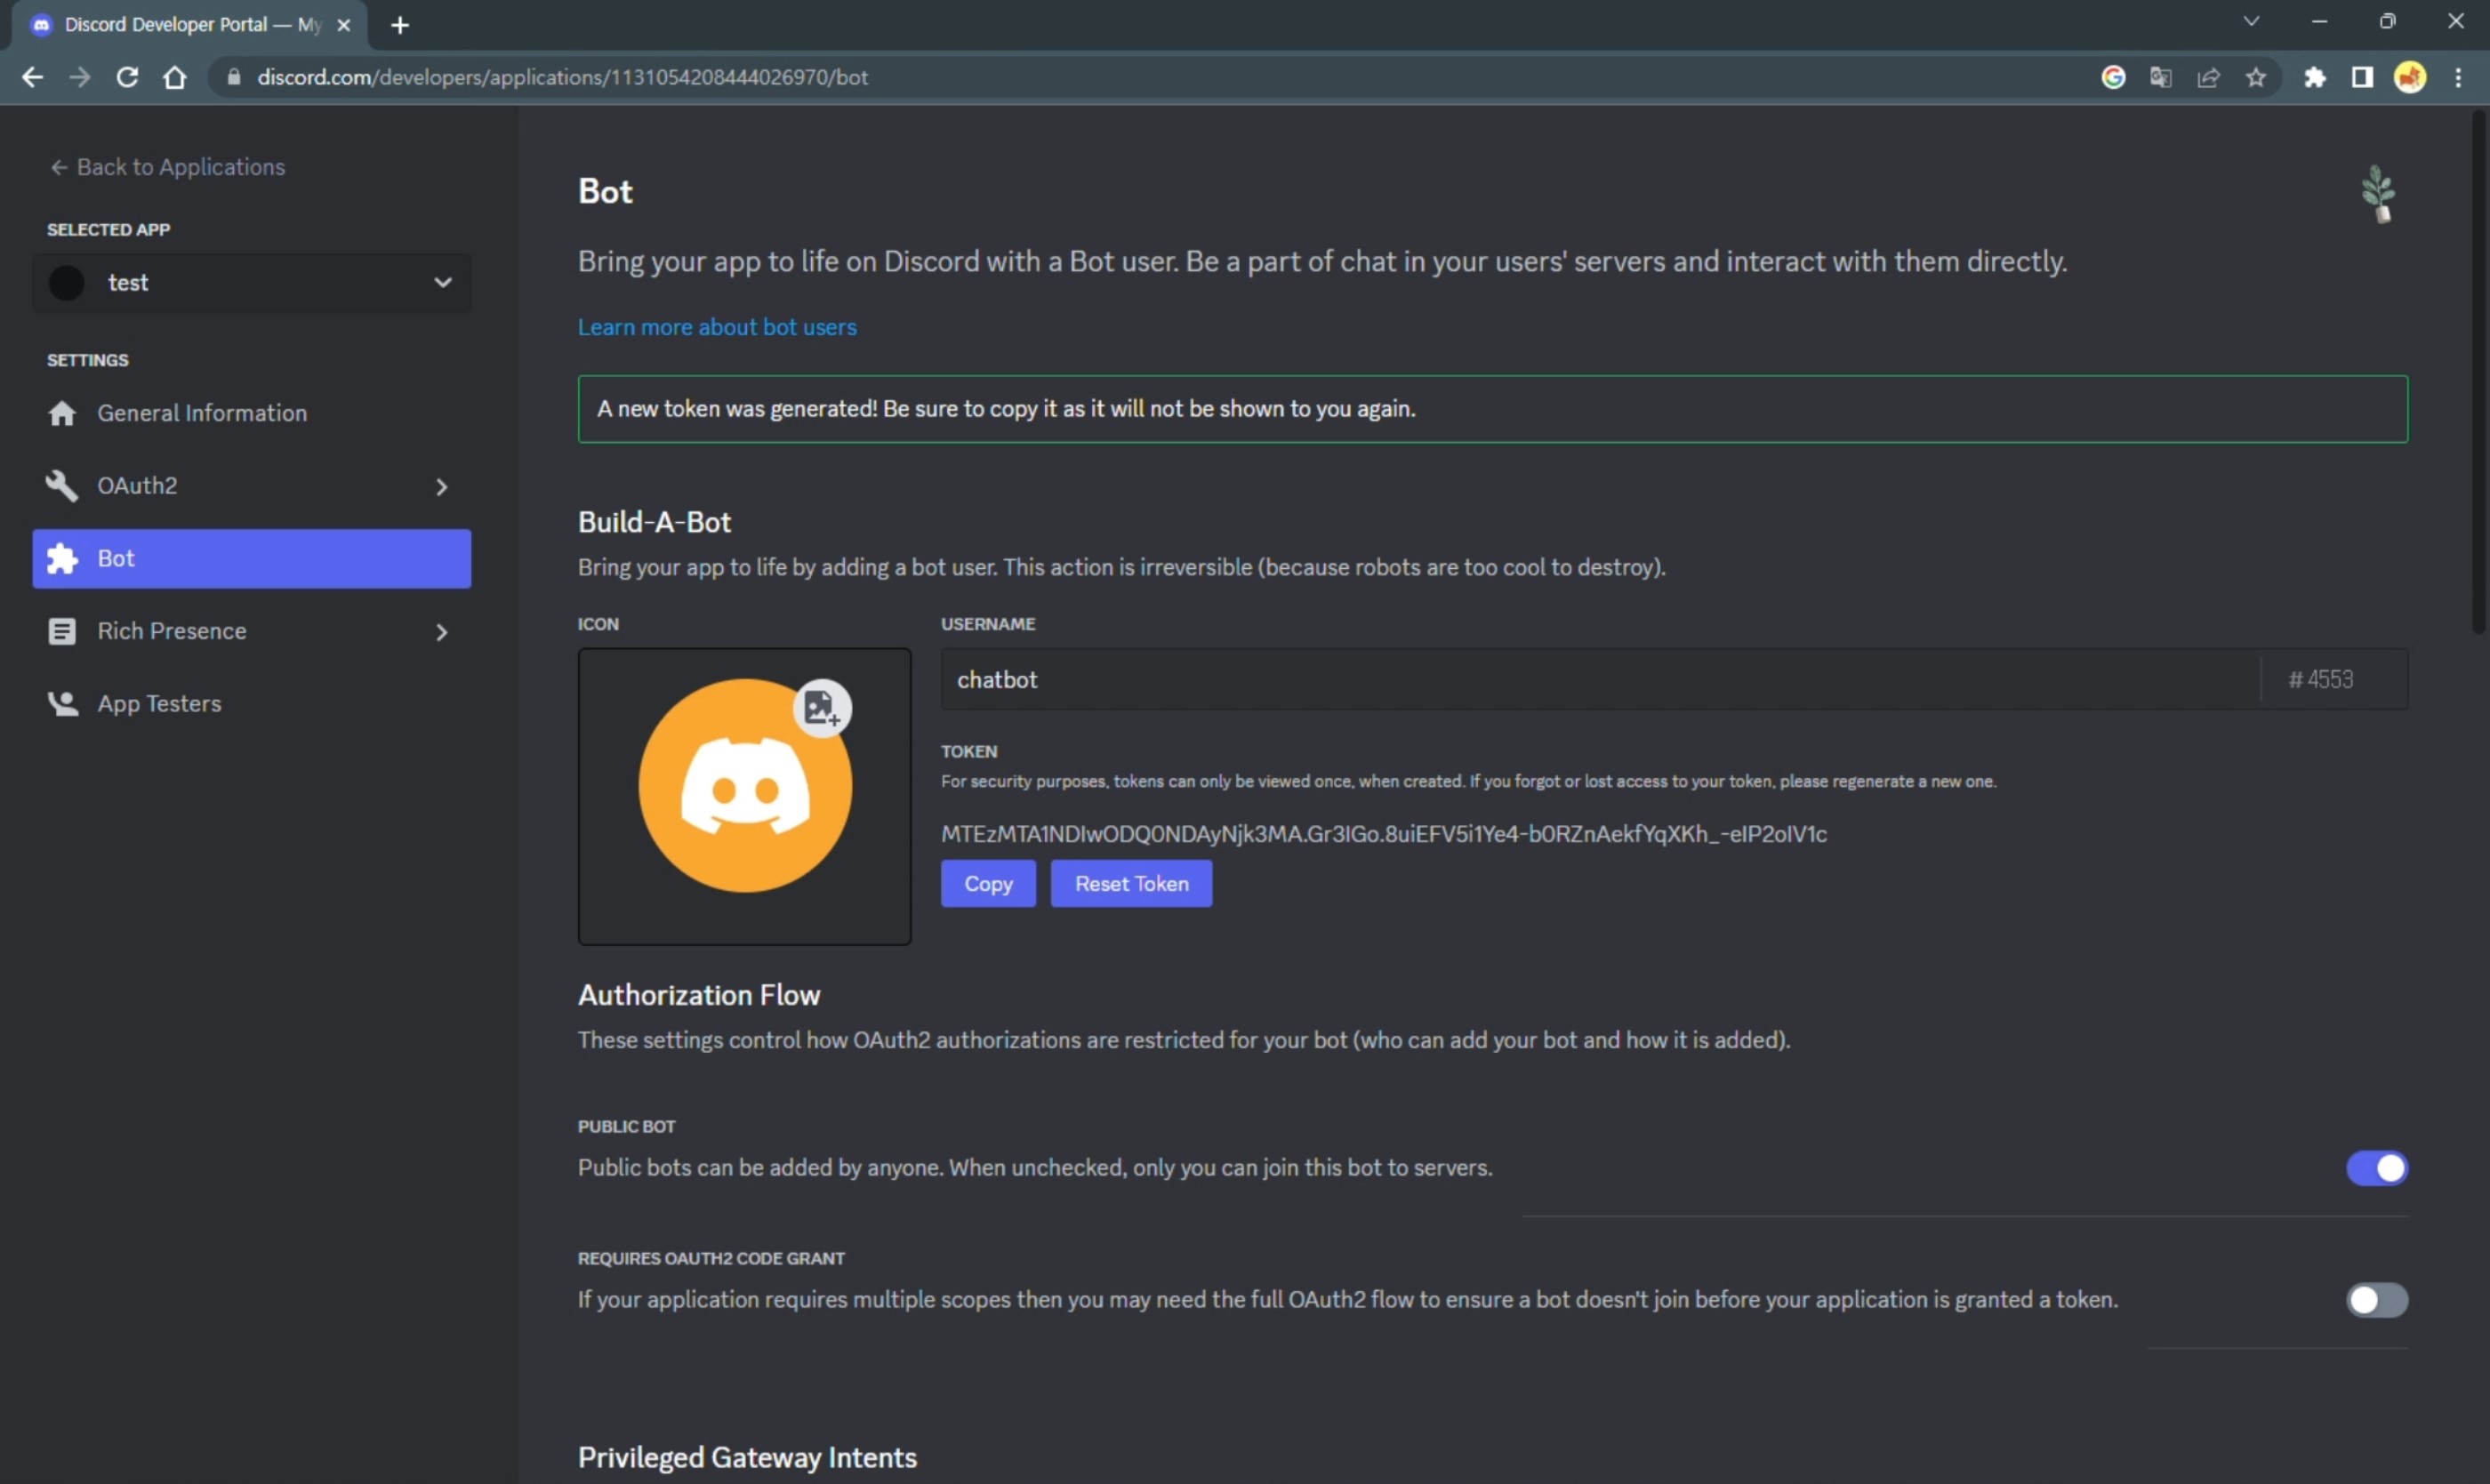 Discord Developer Portal — My
discord.com/developers/applications/1131054208444026970/bot
← Back to Applications
SELECTED APP
test
SETTINGS
General Information
OAuth2
Bot
Rich Presence
App Testers
Bot
Bring your app to life on Discord with a Bot user. Be a part of chat in your users' servers and interact with them directly.
Learn more about bot users
A new token was generated! Be sure to copy it as it will not be shown to you again.
Build-A-Bot
Bring your app to life by adding a bot user. This action is irreversible (because robots are too cool to destroy).
ICON
USERNAME
chatbot
#4553
TOKEN
For security purposes, tokens can only be viewed once, when created. If you forgot or lost access to your token, please regenerate a new one.
MTEzMTA1NDIwODQ0NDAyNjk3MA.Gr3IGo.8uiEFV5i1Ye4-b0RZnAekfYqXKh_-eIP2oIV1c
Copy
Reset Token
Authorization Flow
These settings control how OAuth2 authorizations are restricted for your bot (who can add your bot and how it is added).
PUBLIC BOT
Public bots can be added by anyone. When unchecked, only you can join this bot to servers.
REQUIRES OAUTH2 CODE GRANT
If your application requires multiple scopes then you may need the full OAuth2 flow to ensure a bot doesn't join before your application is granted a token.
Privileged Gateway Intents